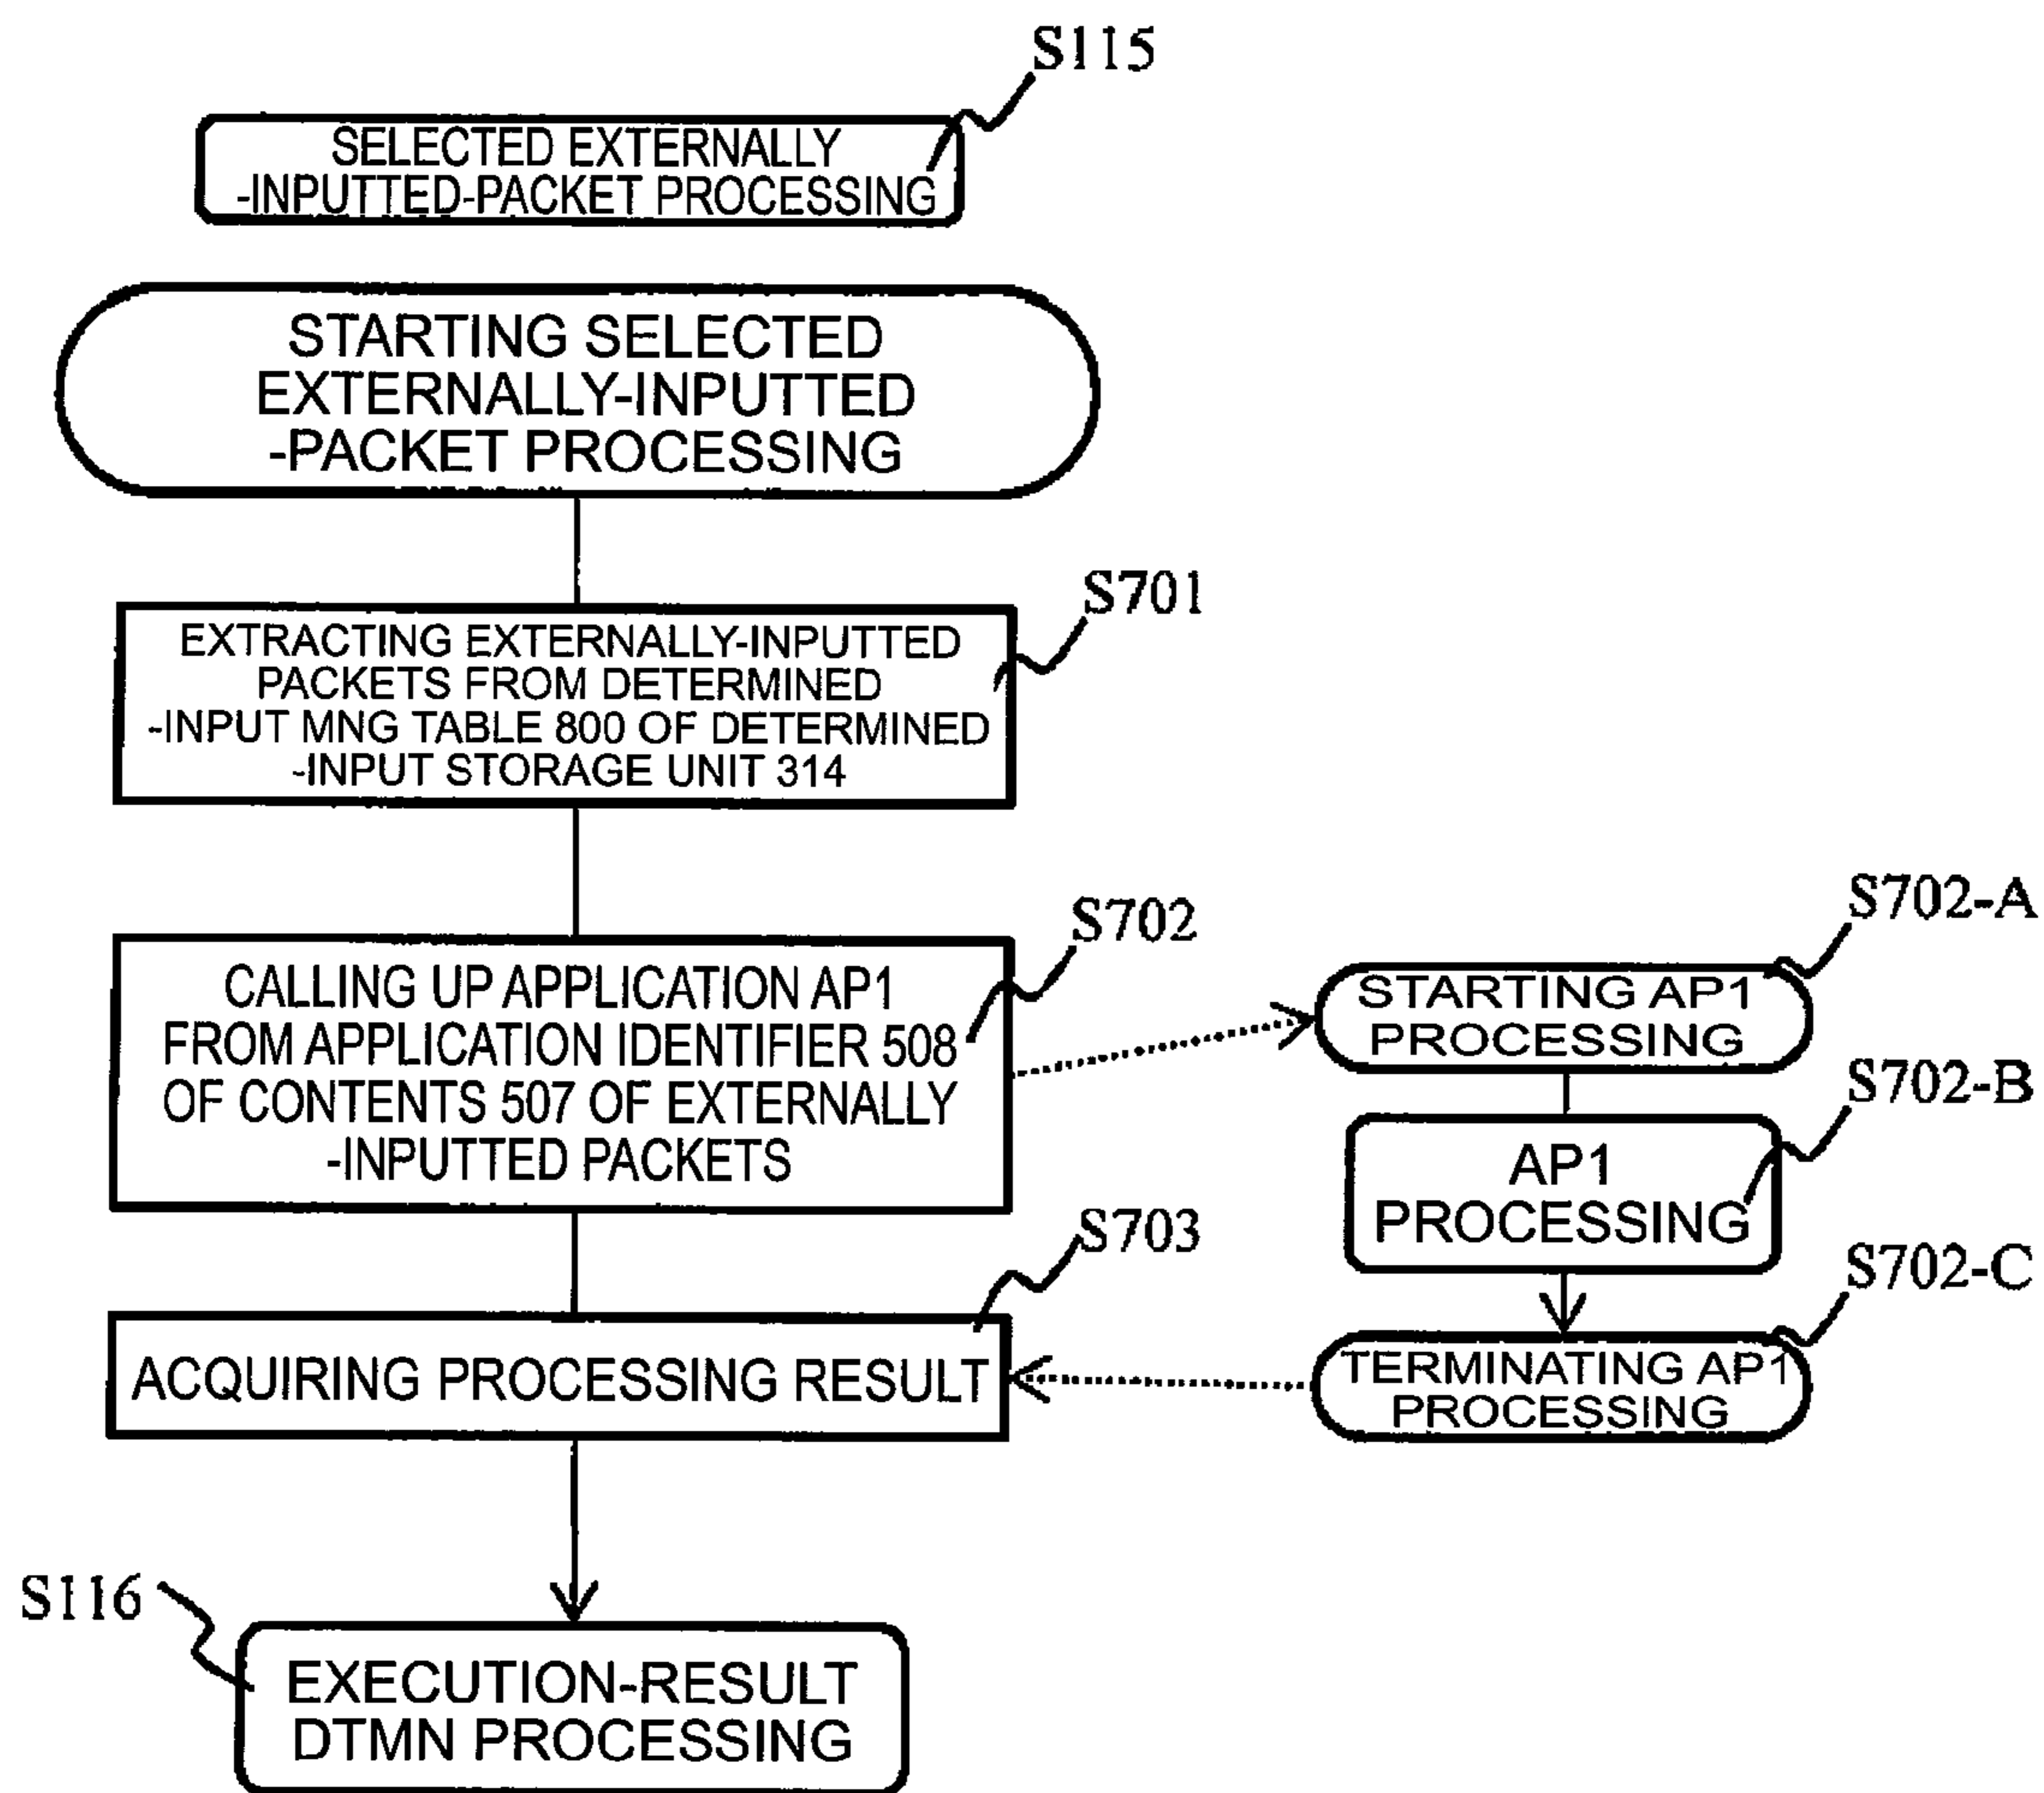 S115
SELECTED EXTERNALLY
-INPUTTED-PACKET PROCESSING
STARTING SELECTED
EXTERNALLY-INPUTTED
-PACKET PROCESSING
S701
EXTRACTING EXTERNALLY-INPUTTED
PACKETS FROM DETERMINED
-INPUT MNG TABLE 800 OF DETERMINED
-INPUT STORAGE UNIT 314
S702
CALLING UP APPLICATION AP1
FROM APPLICATION IDENTIFIER 508
OF CONTENTS 507 OF EXTERNALLY
-INPUTTED PACKETS
S702-A
STARTING AP1
PROCESSING
S702-B
AP1
PROCESSING
S702-C
TERMINATING AP1
PROCESSING
S703
ACQUIRING PROCESSING RESULT
S116
EXECUTION-RESULT
DTMN PROCESSING